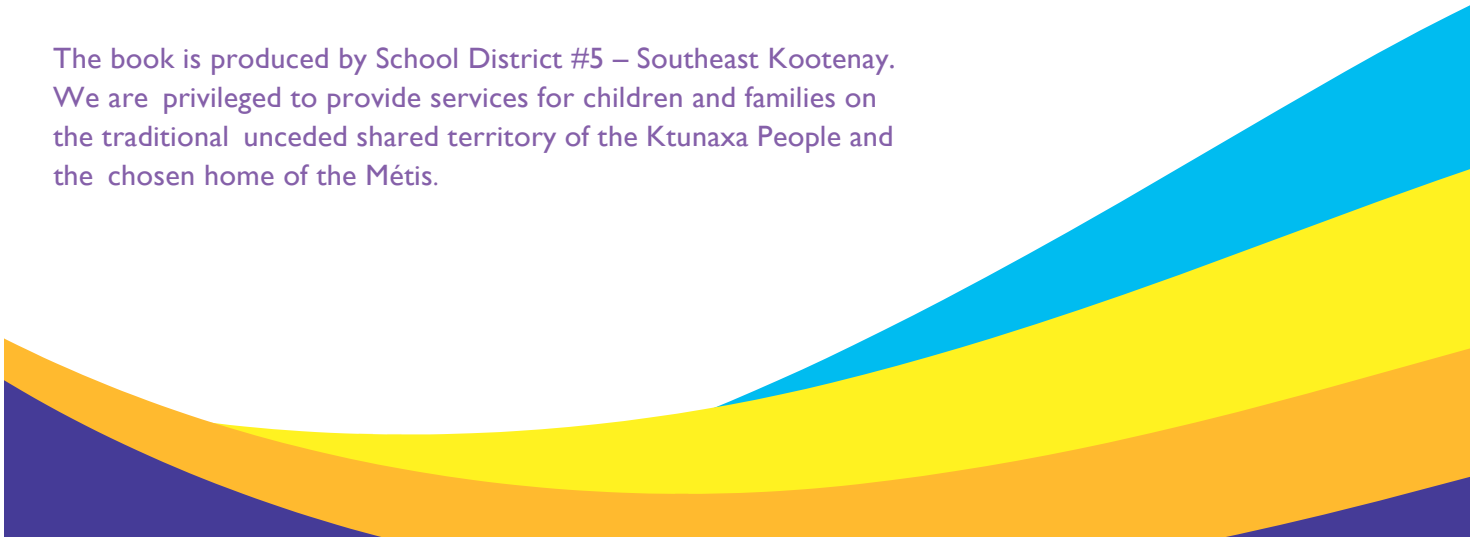 The book is produced by School District #5 – Southeast Kootenay.
We are privileged to provide services for children and families on
the traditional unceded shared territory of the Ktunaxa People and
the chosen home of the Métis.